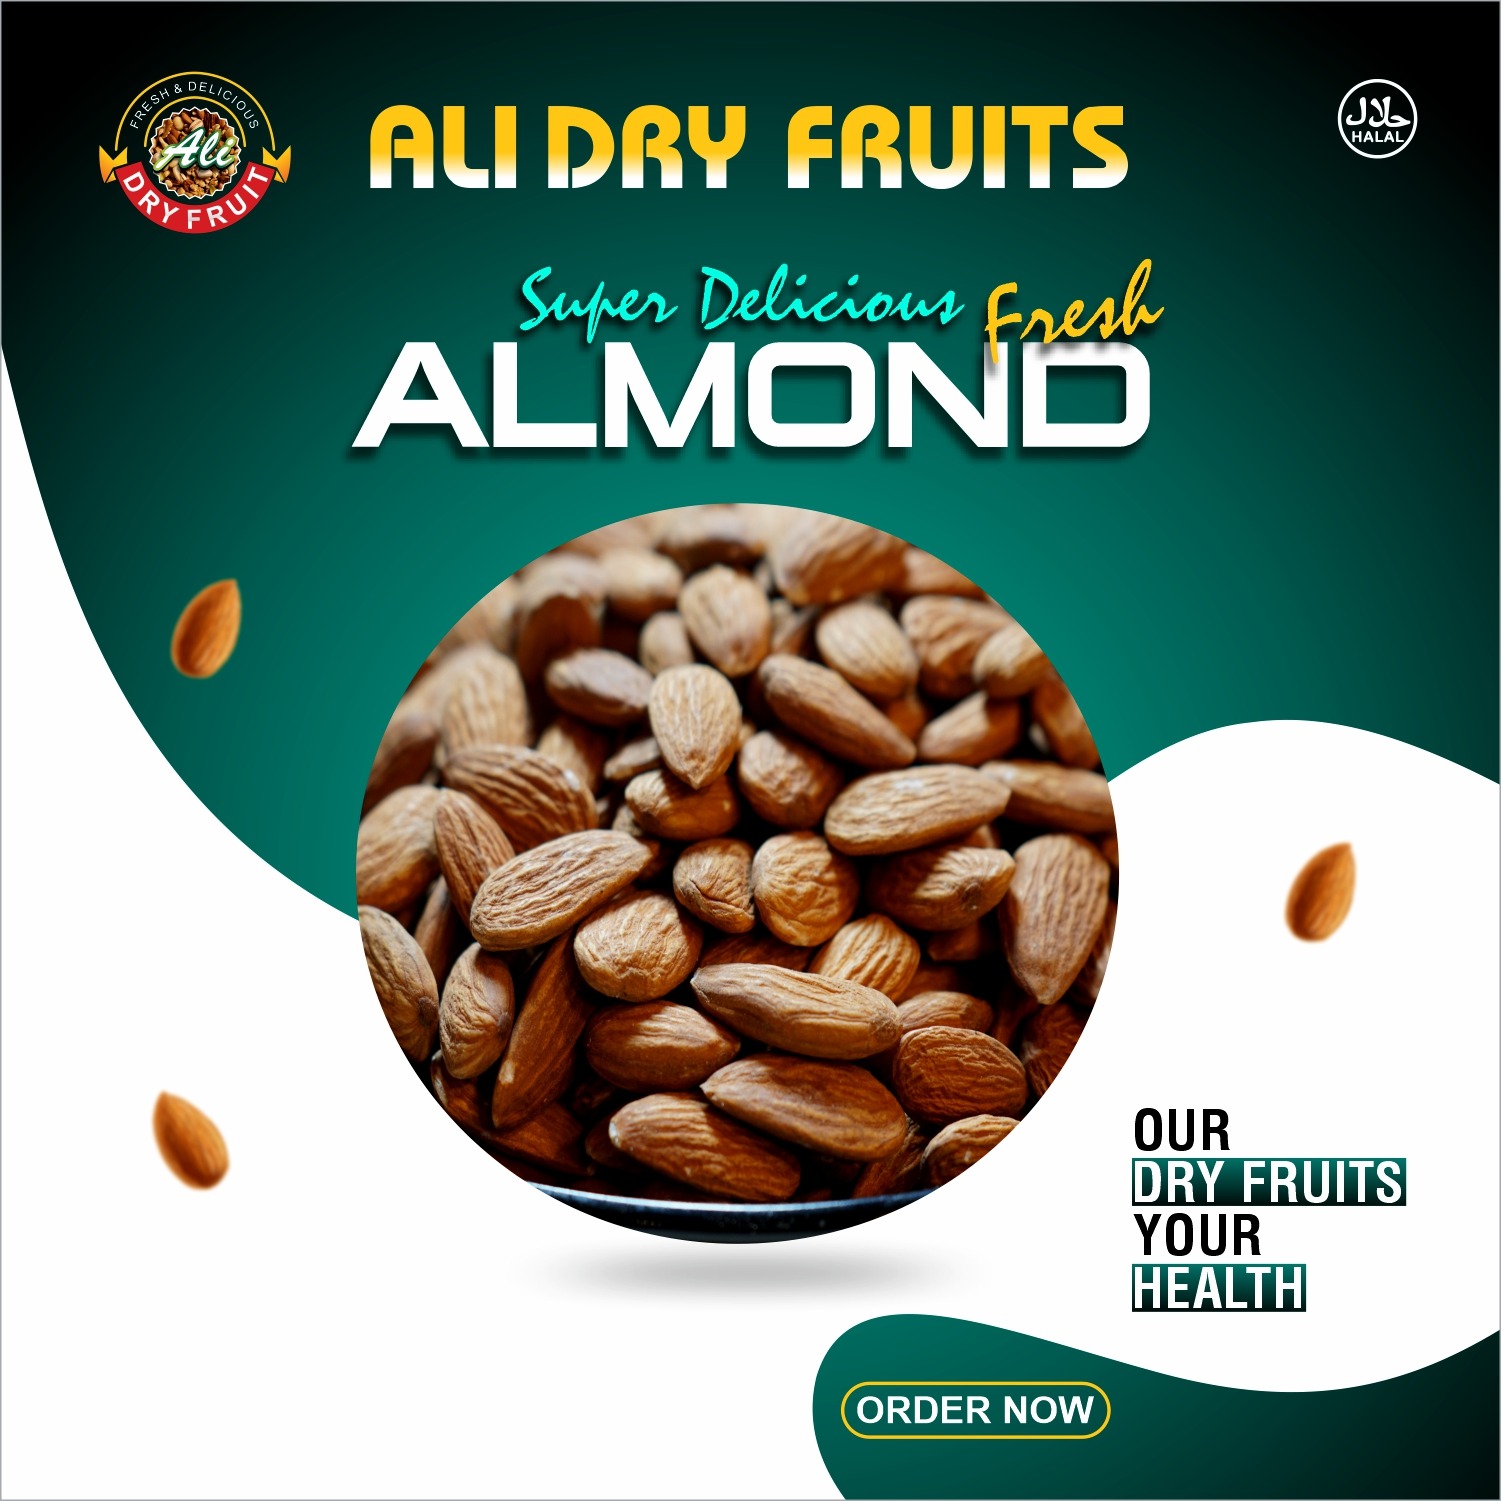 FRESH & DELICIOUS
Ali
DRY FRUIT
ALI DRY FRUITS
حلال
HALAL
Super Delicious Fresh
ALMOND
OUR
DRY FRUITS
YOUR
HEALTH
ORDER NOW